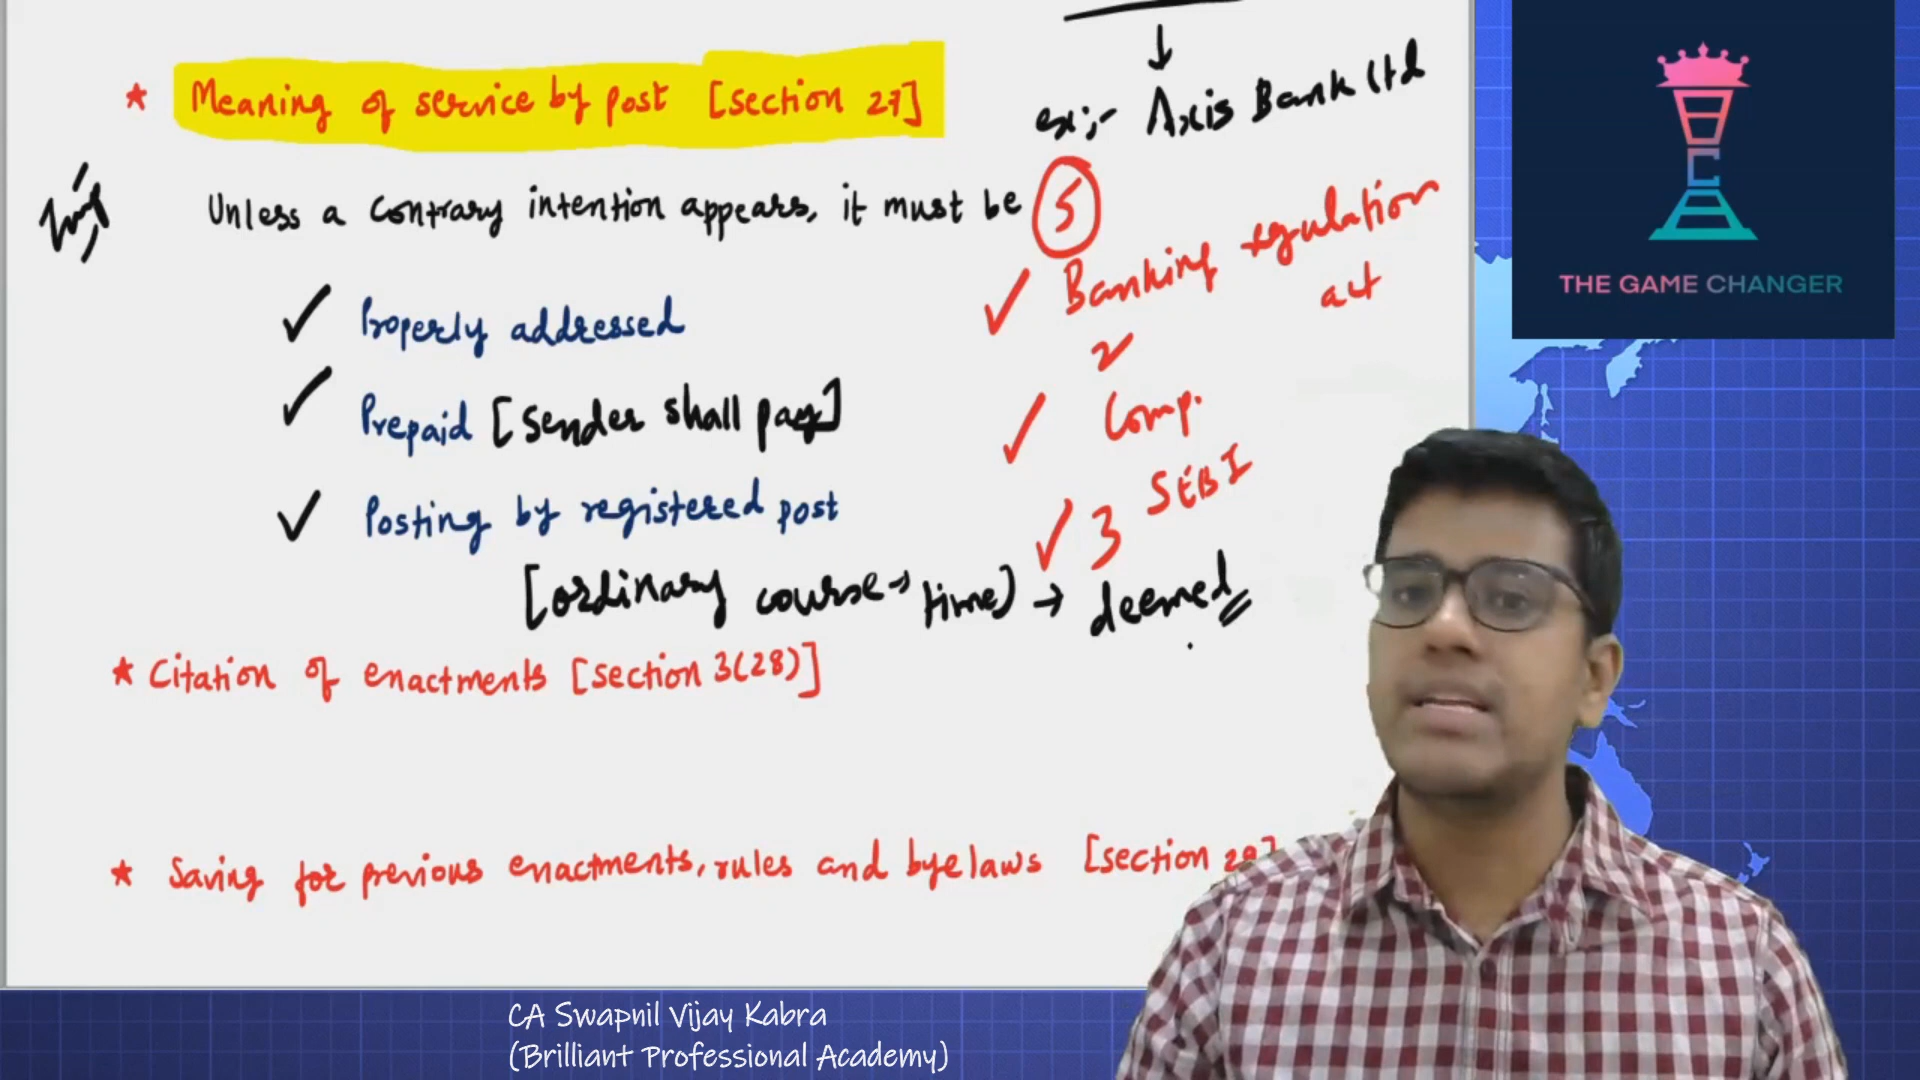 * Meaning of service by post [section 27]
Imp
Unless a contrary intention appears, it must be
✓ Properly addressed
✓ Prepaid [sender shall pay]
✓ Posting by registered post
[ordinary course → time] → deemed
* Citation of enactments [section 3(28)]
* Saving for previous enactments, rules and byelaws [section 29]
ex:- Axis Bank Ltd
5
✓ Banking regulation
act
2
✓ Comp.
✓ 3 SEBI
THE GAME CHANGER
CA Swapnil Vijay Kabra
(Brilliant Professional Academy)